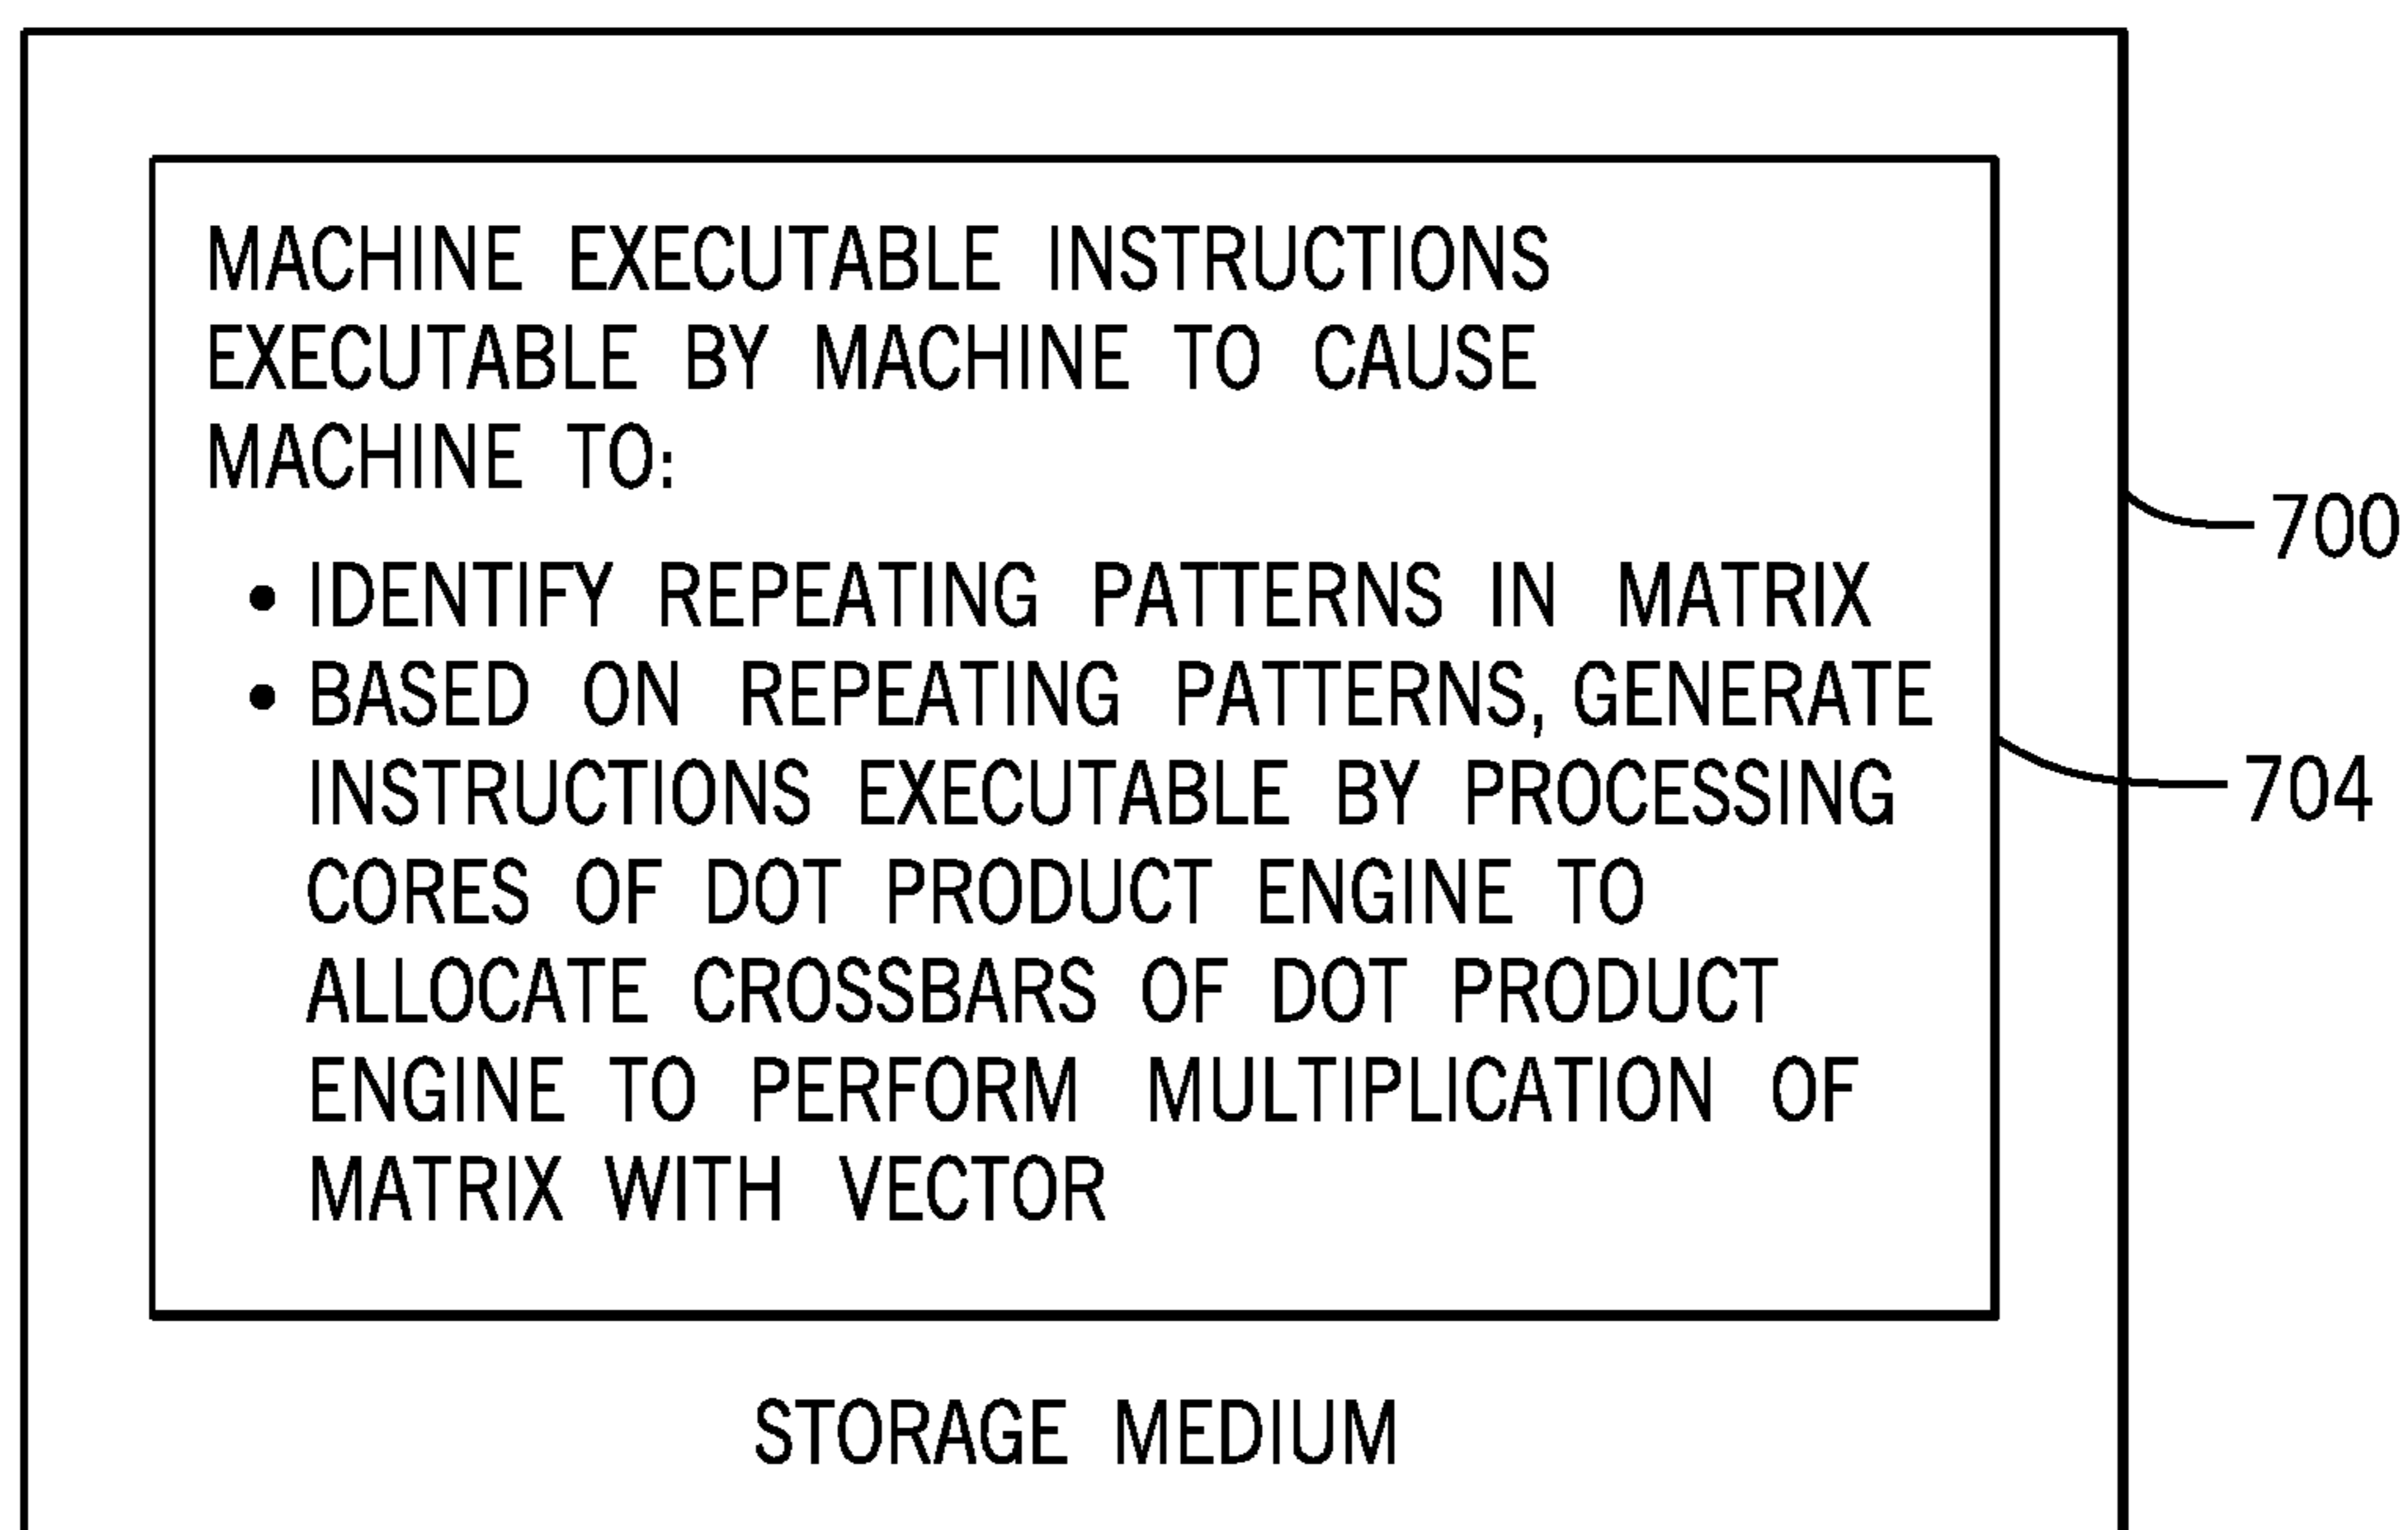 MACHINE EXECUTABLE INSTRUCTIONS
EXECUTABLE BY MACHINE TO CAUSE
MACHINE TO:
• IDENTIFY REPEATING PATTERNS IN MATRIX
• BASED ON REPEATING PATTERNS, GENERATE
INSTRUCTIONS EXECUTABLE BY PROCESSING
CORES OF DOT PRODUCT ENGINE TO
ALLOCATE CROSSBARS OF DOT PRODUCT
ENGINE TO PERFORM MULTIPLICATION OF
MATRIX WITH VECTOR
700
704
STORAGE MEDIUM